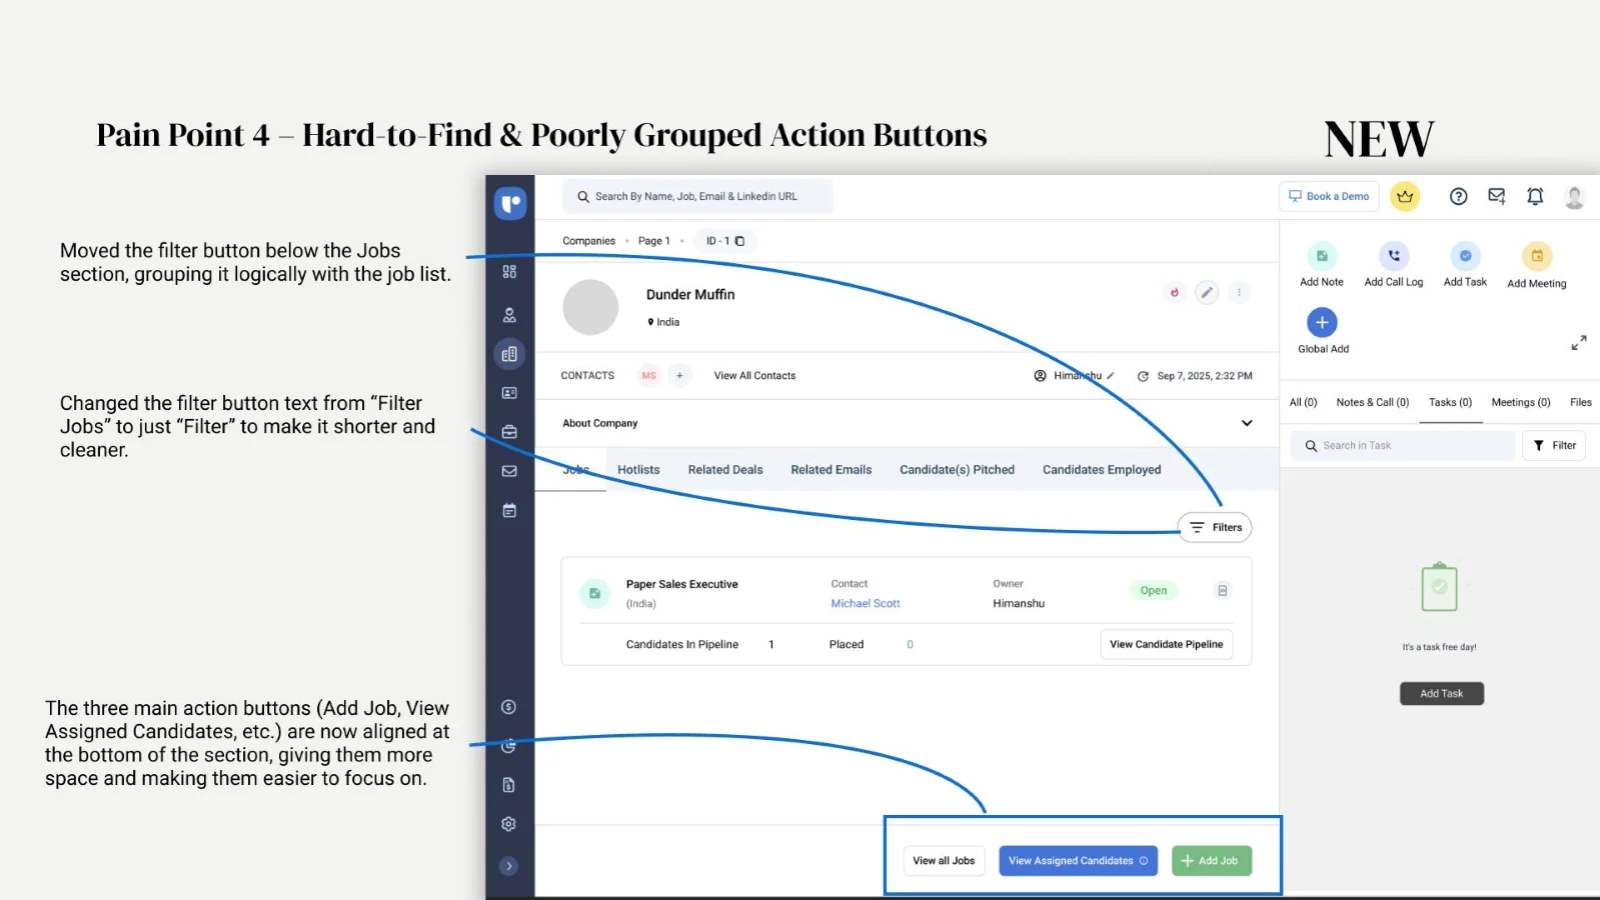 Pain Point 4 – Hard-to-Find & Poorly Grouped Action Buttons
NEW
Moved the filter button below the Jobs
section, grouping it logically with the job list.
Changed the filter button text from “Filter
Jobs” to just “Filter” to make it shorter and
cleaner.
The three main action buttons (Add Job, View
Assigned Candidates, etc.) are now aligned at
the bottom of the section, giving them more
space and making them easier to focus on.
Search By Name, Job, Email & Linkedin URL
Book a Demo
Companies Page 1 ID - 1
Dunder Muffin
India
CONTACTS MS + View All Contacts Himanshu Sep 7, 2025, 2:32 PM
About Company
Jobs Hotlists Related Deals Related Emails Candidate(s) Pitched Candidates Employed
Filters
Paper Sales Executive Contact Owner Open
(India) Michael Scott Himanshu
Candidates In Pipeline 1 Placed 0 View Candidate Pipeline
View all Jobs View Assigned Candidates + Add Job
Add Note Add Call Log Add Task Add Meeting
Global Add
All (0) Notes & Call (0) Tasks (0) Meetings (0) Files
Search in Task Filter
It's a task free day!
Add Task